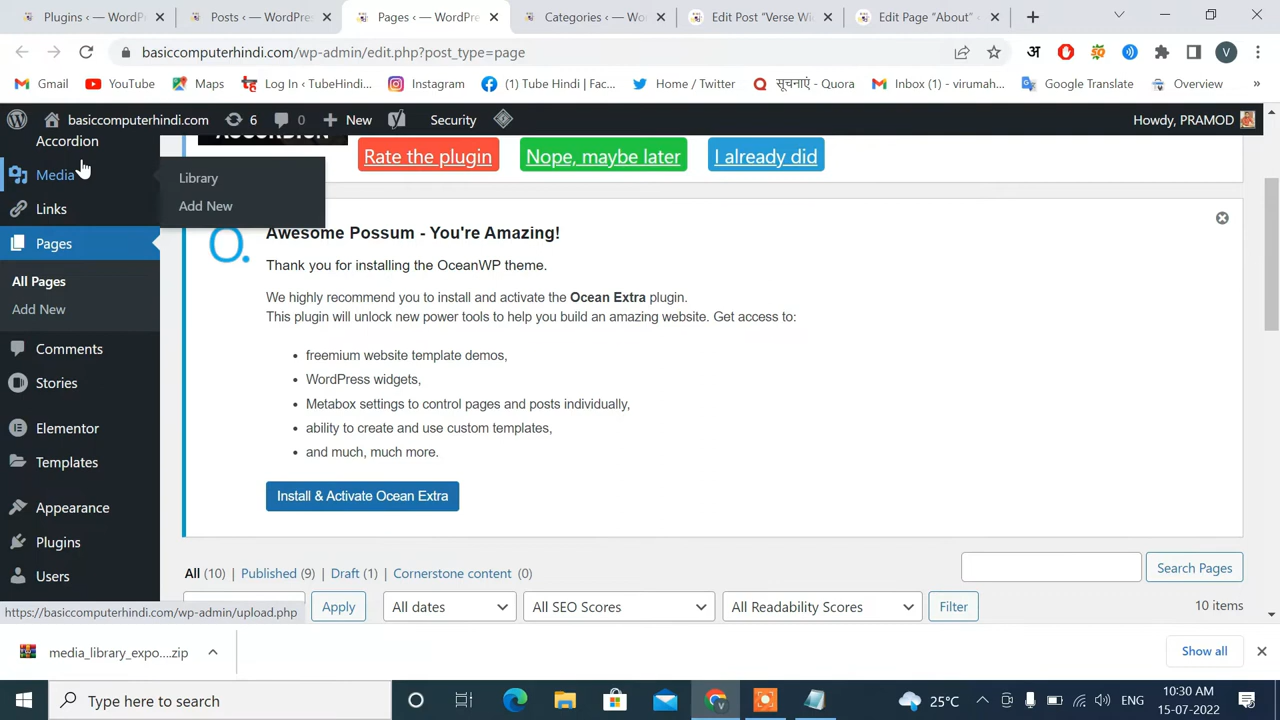 Plugins ‹ — WordPr
Posts ‹ — WordPres
Pages ‹ — WordPre
Categories ‹ — Wo
Edit Post “Verse W
Edit Page “About”
basiccomputerhindi.com/wp-admin/edit.php?post_type=page
अ
V
Gmail
YouTube
Maps
Log In ‹ TubeHindi...
Instagram
(1) Tube Hindi | Fac...
Home / Twitter
सूचनाएं - Quora
Inbox (1) - virumah...
Google Translate
Overview
»
basiccomputerhindi.com
6
0
New
Security
Howdy, PRAMOD
Accordion
Media
Library
Add New
Links
Pages
All Pages
Add New
Comments
Stories
Elementor
Templates
Appearance
Plugins
Users
ACCORDION
Rate the plugin
Nope, maybe later
I already did
Awesome Possum - You're Amazing!
Thank you for installing the OceanWP theme.
We highly recommend you to install and activate the Ocean Extra plugin.
This plugin will unlock new power tools to help you build an amazing website. Get access to:
• freemium website template demos,
• WordPress widgets,
• Metabox settings to control pages and posts individually,
• ability to create and use custom templates,
• and much, much more.
Install & Activate Ocean Extra
All (10) | Published (9) | Draft (1) | Cornerstone content (0)
Search Pages
Apply
All dates
All SEO Scores
All Readability Scores
Filter
10 items
https://basiccomputerhindi.com/wp-admin/upload.php
media_library_expo....zip
Show all
Type here to search
25°C
ENG
10:30 AM
15-07-2022